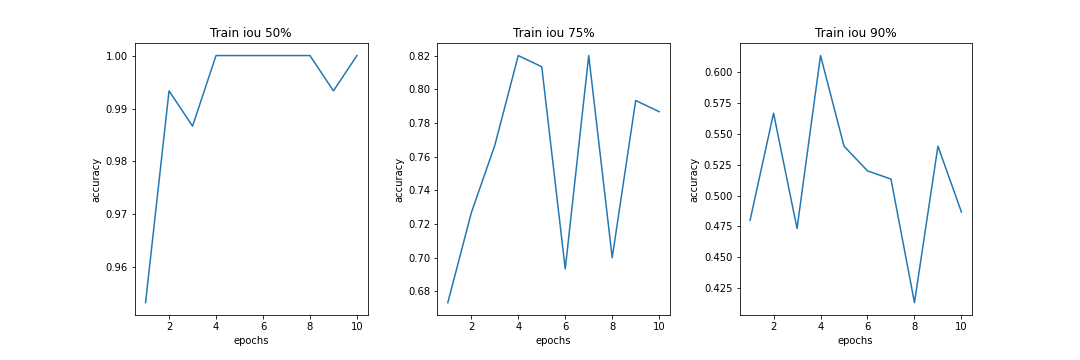 Train iou 50%
1.00
0.99
0.98
0.97
0.96
accuracy
2 4 6 8 10
epochs
Train iou 75%
0.82
0.80
0.78
0.76
0.74
0.72
0.70
0.68
accuracy
2 4 6 8 10
epochs
Train iou 90%
0.600
0.575
0.550
0.525
0.500
0.475
0.450
0.425
accuracy
2 4 6 8 10
epochs